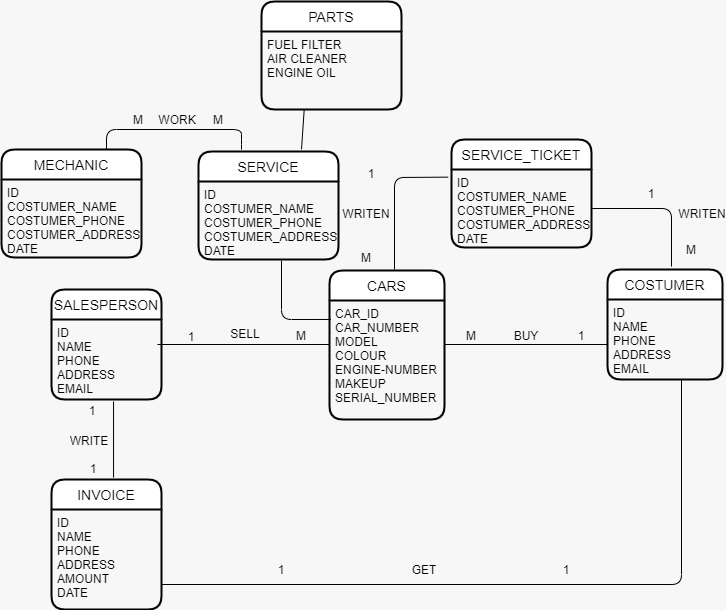 PARTS
FUEL FILTER
AIR CLEANER
ENGINE OIL
M WORK M
MECHANIC
ID
COSTUMER_NAME
COSTUMER_PHONE
COSTUMER_ADDRESS
DATE
SERVICE
ID
COSTUMER_NAME
COSTUMER_PHONE
COSTUMER_ADDRESS
DATE
1
WRITEN
M
SERVICE_TICKET
ID
COSTUMER_NAME
COSTUMER_PHONE
COSTUMER_ADDRESS
DATE
1
WRITEN
M
SALESPERSON
ID
NAME
PHONE
ADDRESS
EMAIL
1 SELL M
CARS
CAR_ID
CAR_NUMBER
MODEL
COLOUR
ENGINE-NUMBER
MAKEUP
SERIAL_NUMBER
M BUY 1
COSTUMER
ID
NAME
PHONE
ADDRESS
EMAIL
1
WRITE
1
INVOICE
ID
NAME
PHONE
ADDRESS
AMOUNT
DATE
1 GET 1